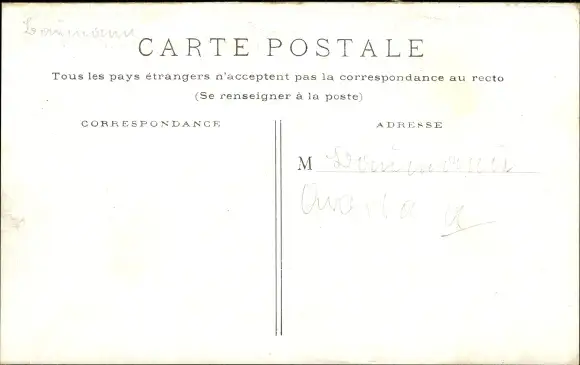 CARTE POSTALE
Tous les pays étrangers n'acceptent pas la correspondance au recto
(Se renseigner à la poste)
CORRESPONDANCE
ADRESSE
M